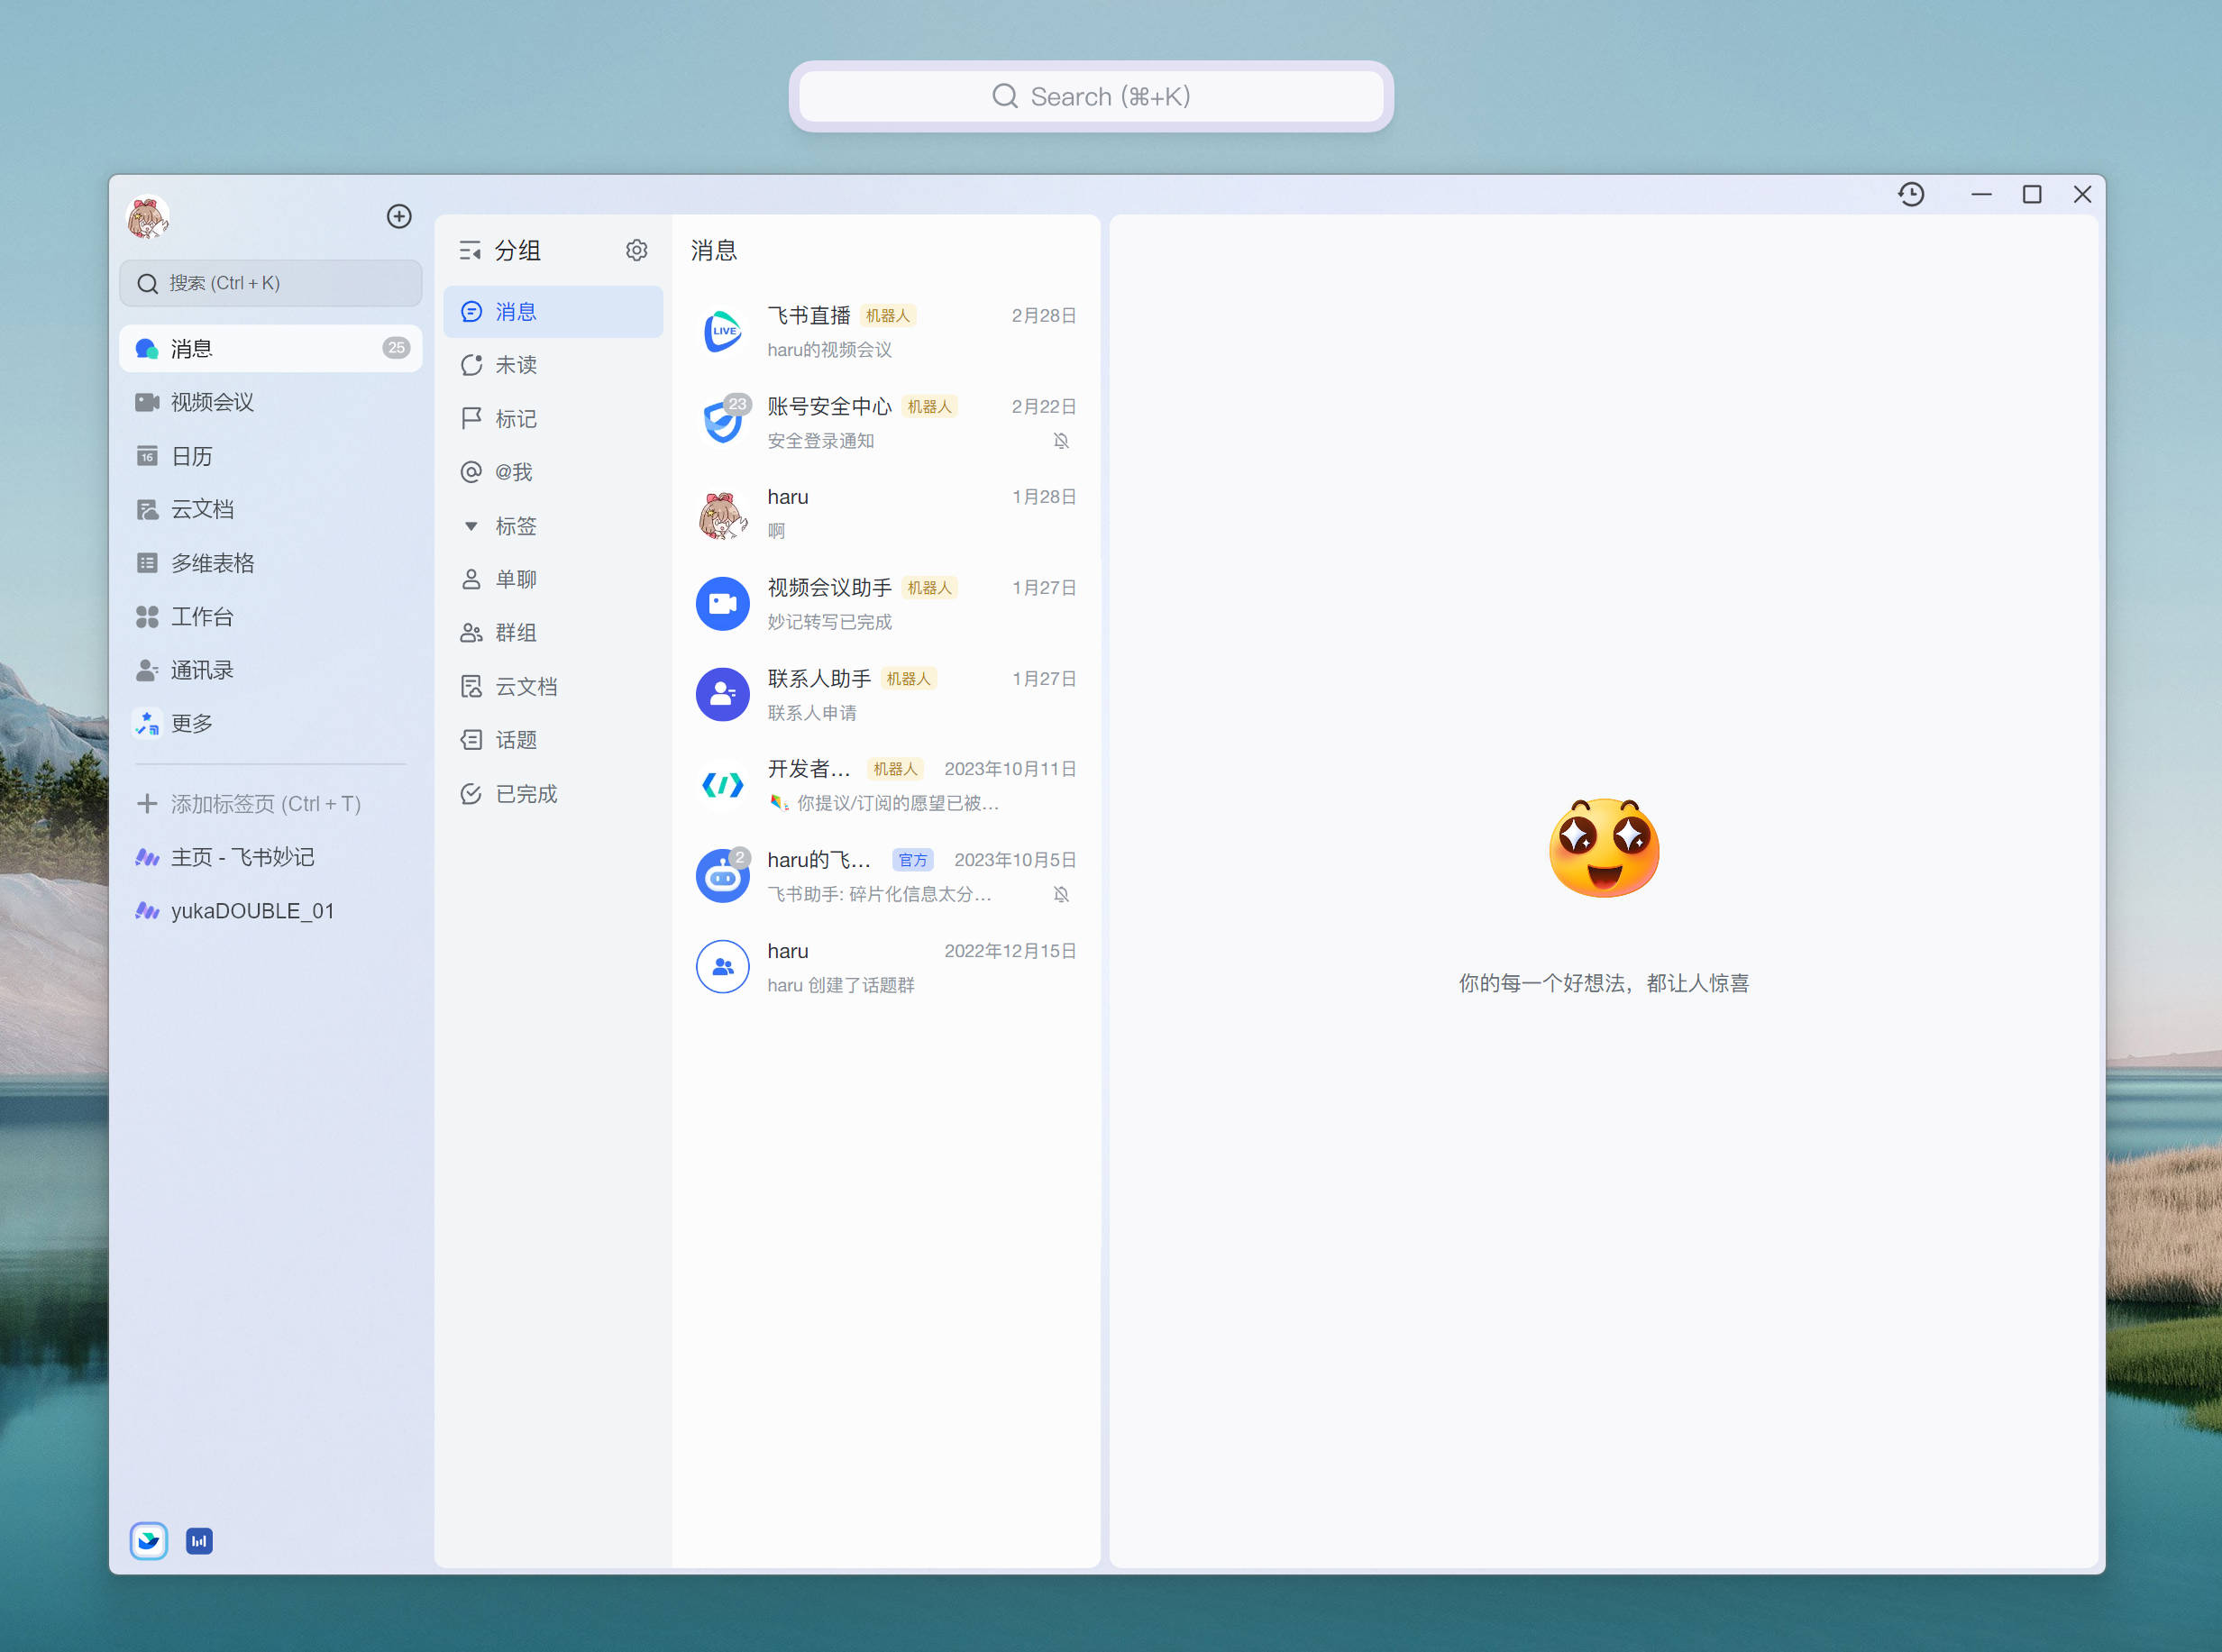 Search (⌘+K)
搜索 (Ctrl + K)
消息 25
视频会议
16 日历
云文档
多维表格
工作台
通讯录
更多
添加标签页 (Ctrl + T)
主页 - 飞书妙记
yukaDOUBLE_01
分组
消息
未读
标记
@我
标签
单聊
群组
云文档
话题
已完成
消息
LIVE 飞书直播 机器人 2月28日
haru的视频会议
23 账号安全中心 机器人 2月22日
安全登录通知
haru 1月28日
啊
视频会议助手 机器人 1月27日
妙记转写已完成
联系人助手 机器人 1月27日
联系人申请
开发者... 机器人 2023年10月11日
你提议/订阅的愿望已被...
2 haru的飞... 官方 2023年10月5日
飞书助手: 碎片化信息太分...
haru 2022年12月15日
haru 创建了话题群
你的每一个好想法，都让人惊喜